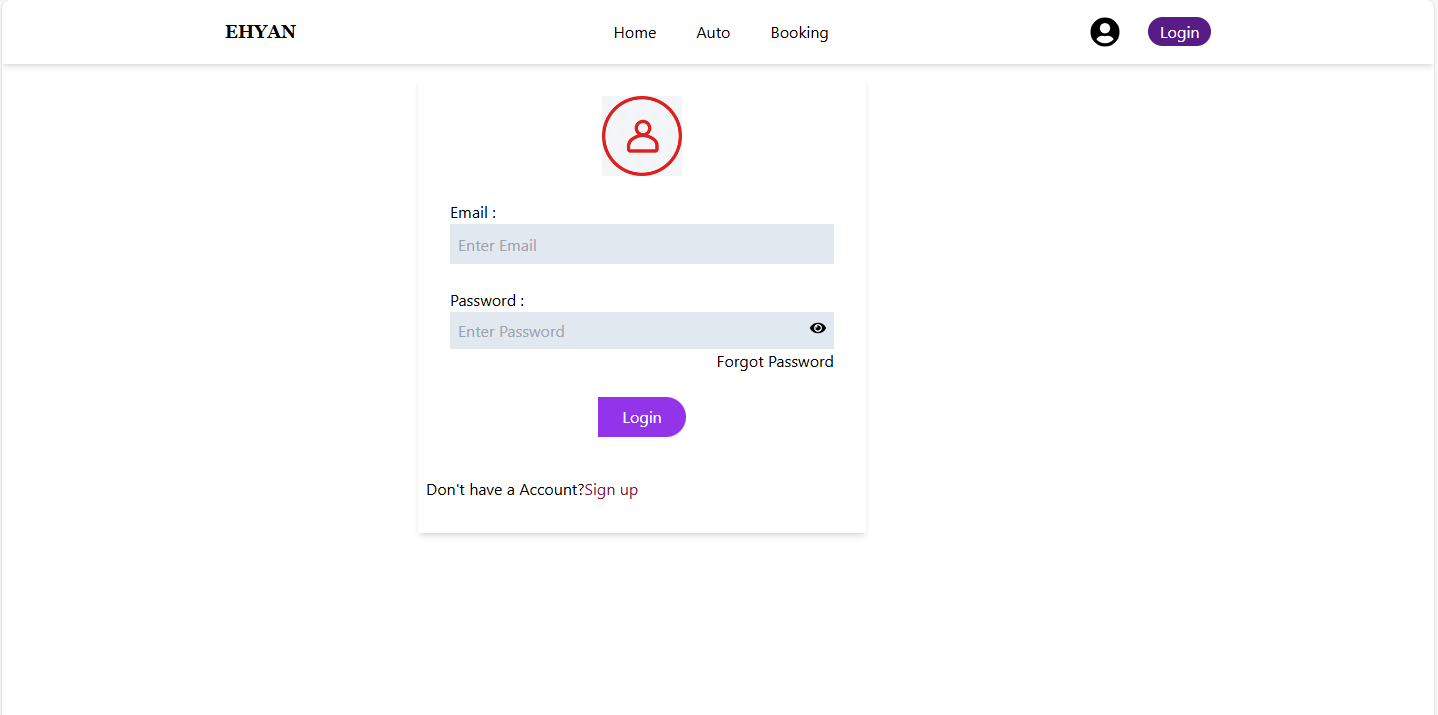 EHYAN
Home Auto Booking
Login
Email :
Enter Email
Password :
Enter Password
Forgot Password
Login
Don't have a Account?Sign up